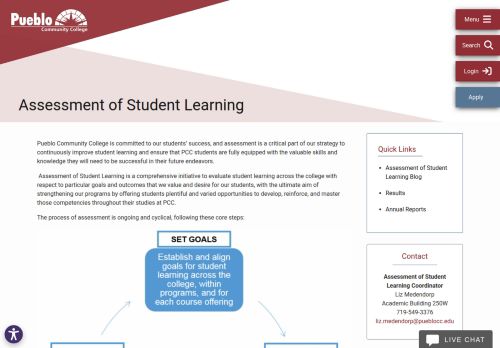 Pueblo
Community College
Menu
Search
Login
Apply
Assessment of Student Learning
Pueblo Community College is committed to our students' success, and assessment is a critical part of our strategy to
continuously improve student learning and ensure that PCC students are fully equipped with the valuable skills and
knowledge they will need to be successful in their future endeavors.
Assessment of Student Learning is a comprehensive initiative to evaluate student learning across the college with
respect to particular goals and outcomes that we value and desire for our students, with the ultimate aim of
strengthening our programs by offering students plentiful and varied opportunities to develop, reinforce, and master
those competencies throughout their studies at PCC.
The process of assessment is ongoing and cyclical, following these core steps:
SET GOALS
Establish and align
goals for student
learning across the
college, within
programs, and for
each course offering
Quick Links
Assessment of Student
Learning Blog
Results
Annual Reports
Contact
Assessment of Student
Learning Coordinator
Liz Medendorp
Academic Building 250W
719-549-3376
liz.medendorp@pueblocc.edu
LIVE CHAT